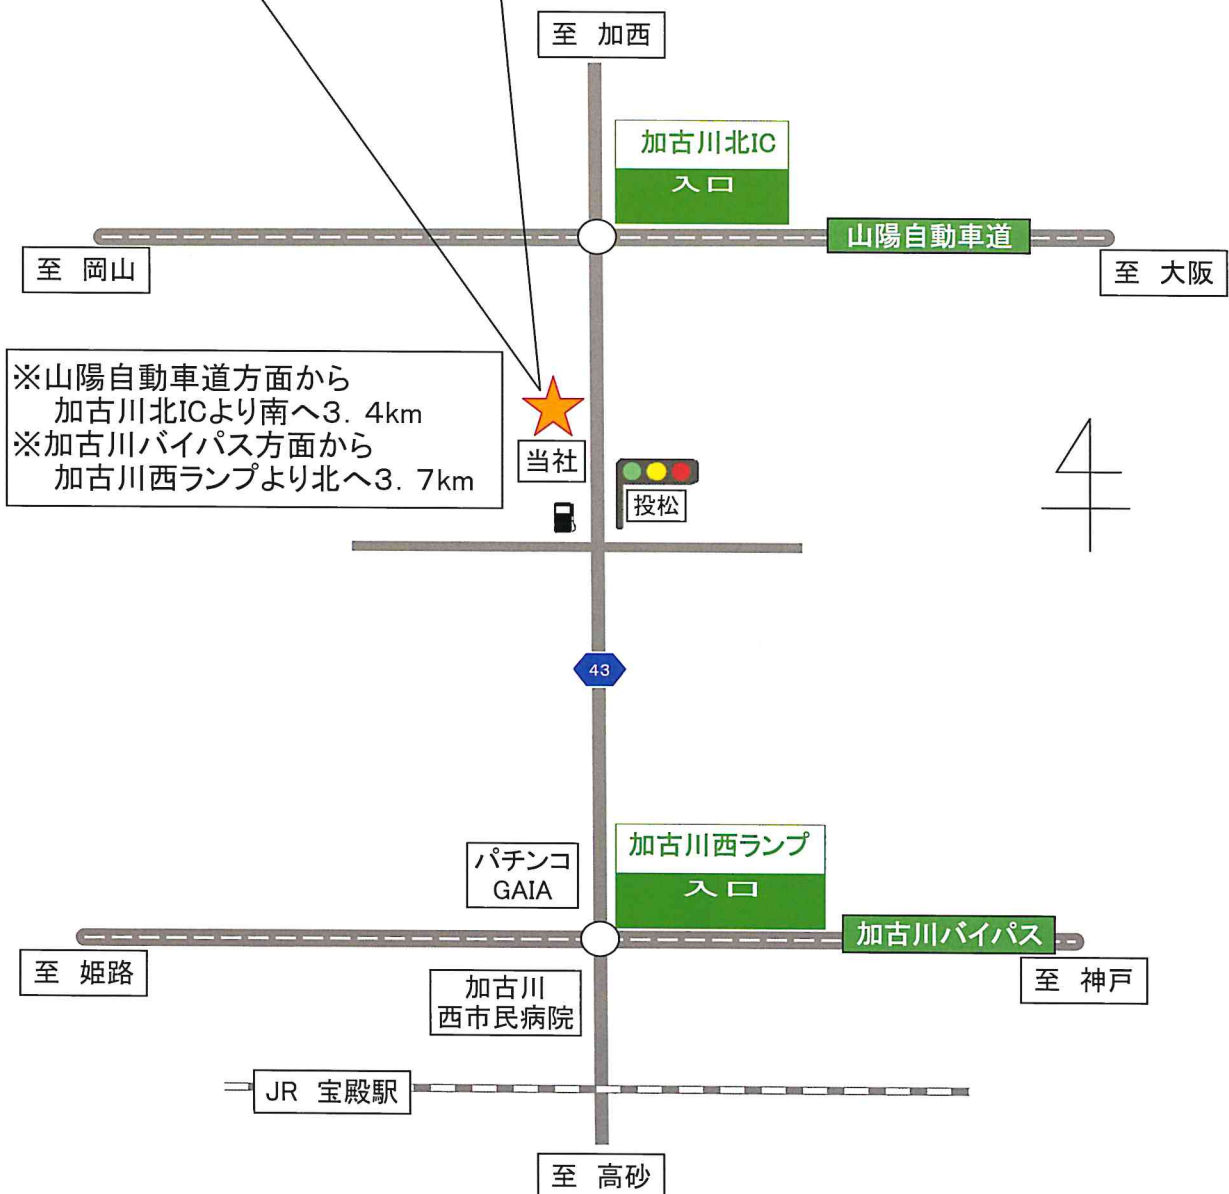 至 加西
加古川北IC
入口
山陽自動車道
至 岡山
至 大阪
※山陽自動車道方面から
加古川北ICより南へ3. 4km
※加古川バイパス方面から
加古川西ランプより北へ3. 7km
当社
投松
43
パチンコ
GAIA
加古川西ランプ
入口
加古川バイパス
至 姫路
至 神戸
加古川
西市民病院
JR 宝殿駅
至 高砂